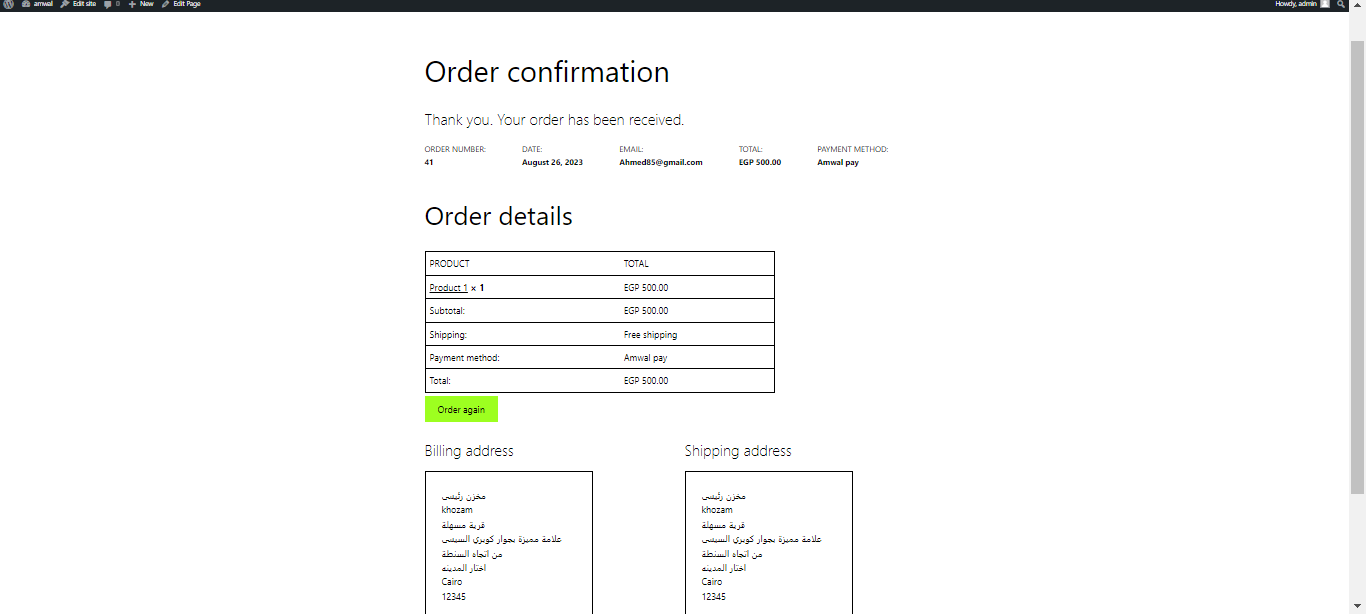 amwal Edit site 0 New Edit Page Howdy, admin
Order confirmation
Thank you. Your order has been received.
ORDER NUMBER: DATE: EMAIL: TOTAL: PAYMENT METHOD:
41 August 26, 2023 Ahmed85@gmail.com EGP 500.00 Amwal pay
Order details
PRODUCT TOTAL
Product 1 × 1 EGP 500.00
Subtotal: EGP 500.00
Shipping: Free shipping
Payment method: Amwal pay
Total: EGP 500.00
Order again
Billing address
مخزن رئيسى
khozam
قرية مسهلة
علامة مميزة بجوار كوبري السيسى
من اتجاه السنطة
اختار المدينه
Cairo
12345
Shipping address
مخزن رئيسى
khozam
قرية مسهلة
علامة مميزة بجوار كوبري السيسى
من اتجاه السنطة
اختار المدينه
Cairo
12345